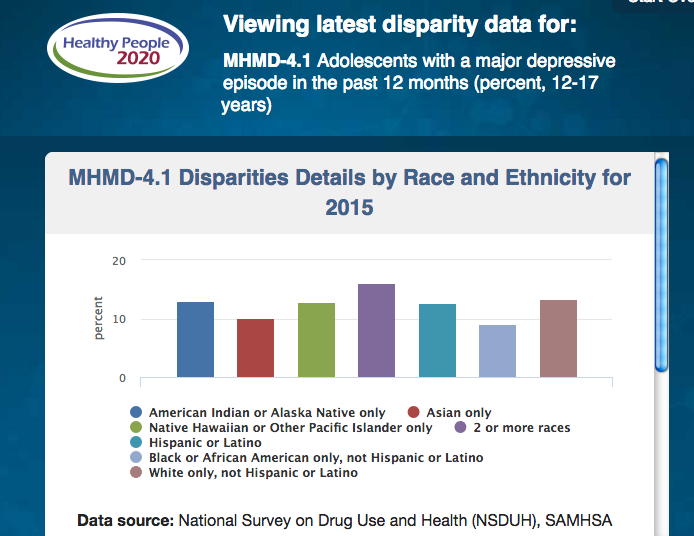 Start Over
Healthy People
2020
Viewing latest disparity data for:
MHMD-4.1 Adolescents with a major depressive
episode in the past 12 months (percent, 12-17
years)
MHMD-4.1 Disparities Details by Race and Ethnicity for
2015
20
percent
10
0
American Indian or Alaska Native only Asian only
Native Hawaiian or Other Pacific Islander only 2 or more races
Hispanic or Latino
Black or African American only, not Hispanic or Latino
White only, not Hispanic or Latino
Data source: National Survey on Drug Use and Health (NSDUH), SAMHSA